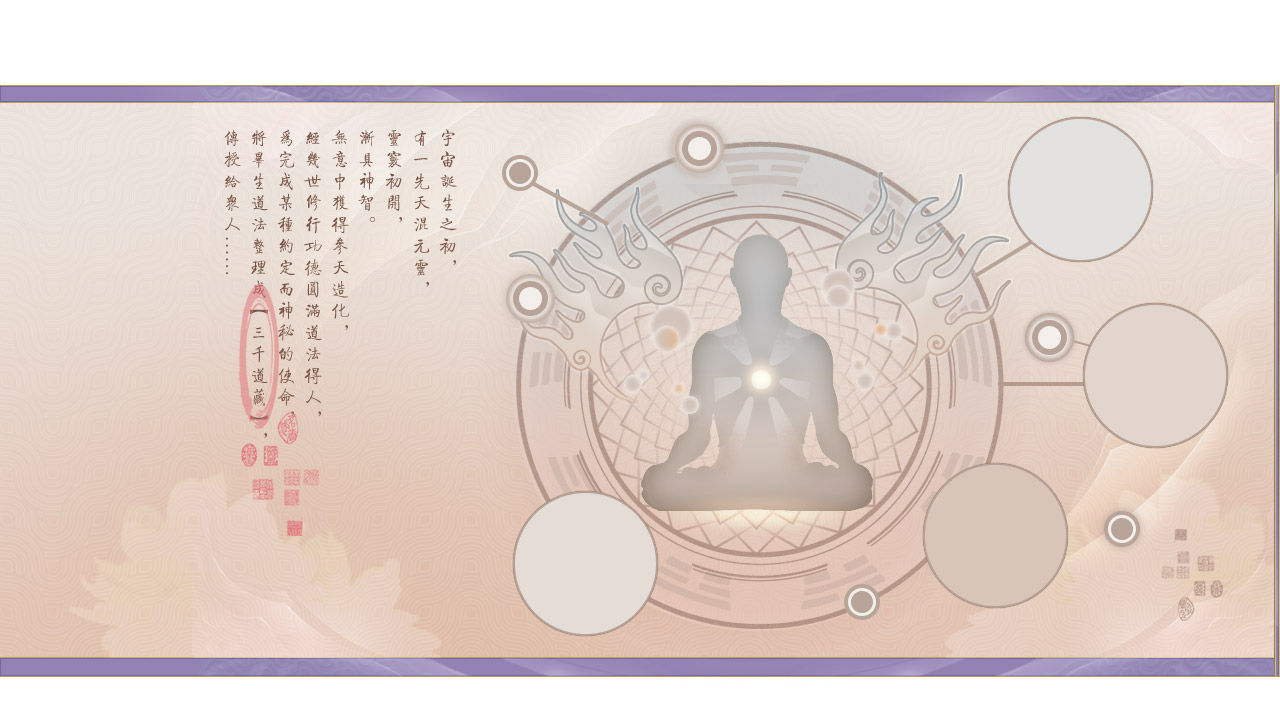 宇宙誕生之初，
有一先天混元靈，
靈竅初開，
漸具神智。
無意中獲得參天造化，
經幾世修行功德圓滿道法得人，
爲完成某種約定而神秘的使命，
將畢生道法整理成【三千道藏】，
傳授給衆人……